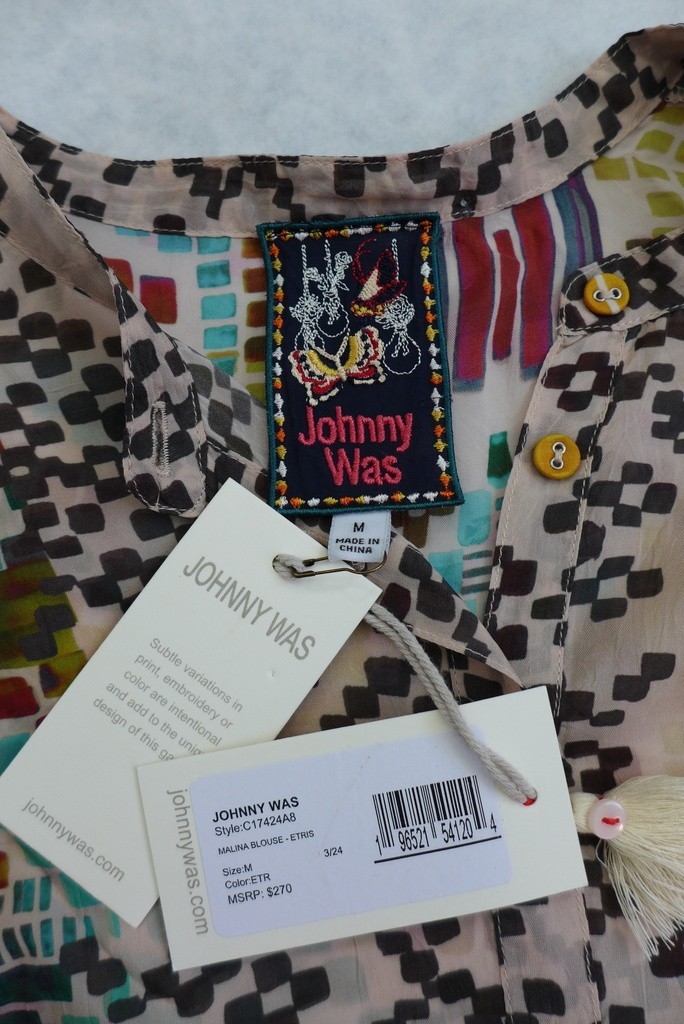 Johnny
Was
M
MADE IN
CHINA
JOHNNY WAS
Subtle variations in
print, embroidery or
color are intentional
and add to the
design of this
johnnywas.com
johnnywas.com
JOHNNY WAS
Style:C17424A8
MALINA BLOUSE - ETRIS
3/24
Size:M
Color:ETR
MSRP: $270
1 96521 54120 4